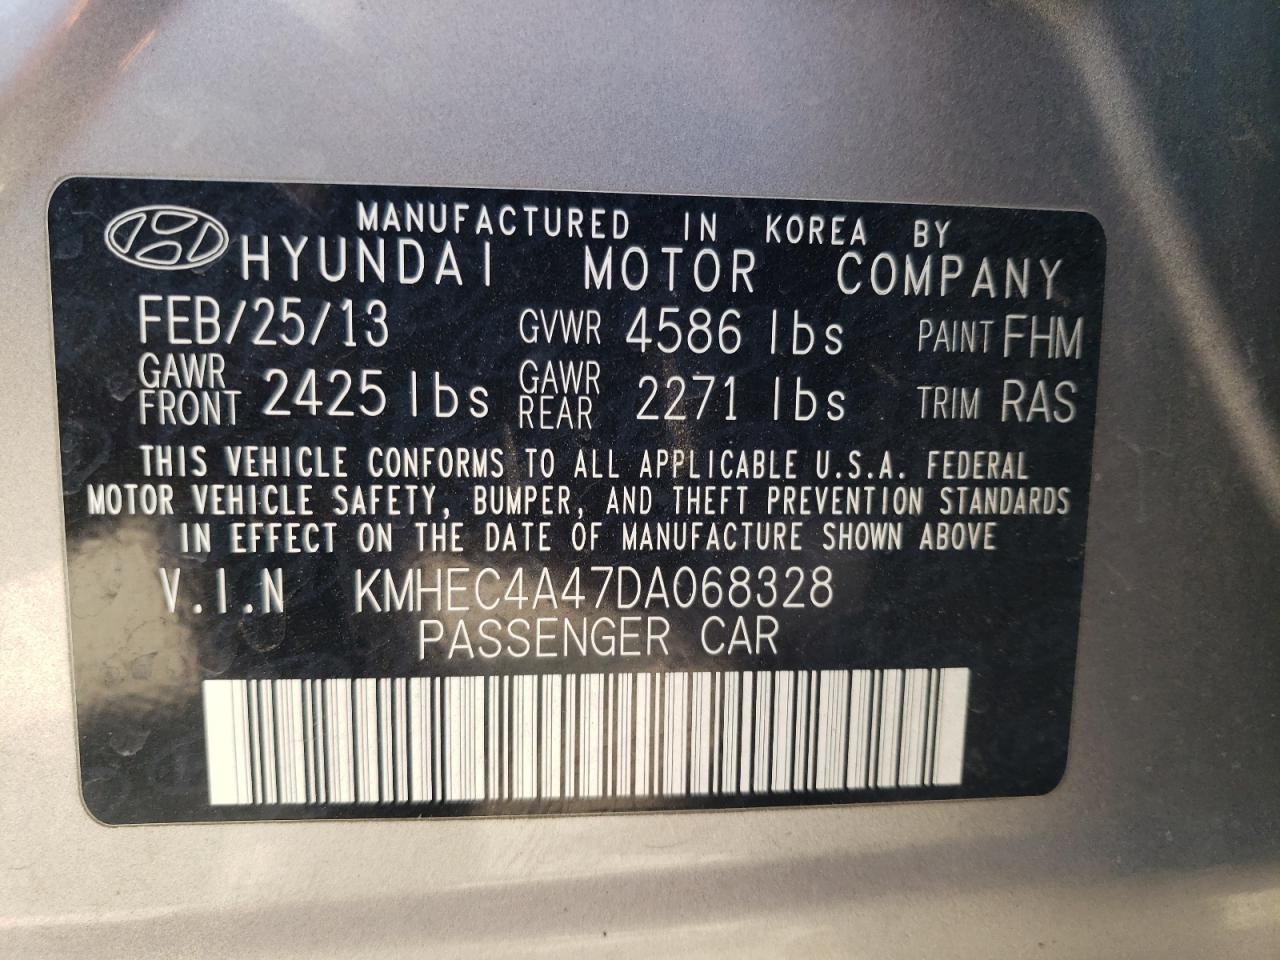 MANUFACTURED IN KOREA BY
HYUNDAI MOTOR COMPANY
FEB/25/13 GVWR 4586 lbs PAINT FHM
GAWR FRONT 2425 lbs GAWR REAR 2271 lbs TRIM RAS
THIS VEHICLE CONFORMS TO ALL APPLICABLE U.S.A. FEDERAL
MOTOR VEHICLE SAFETY, BUMPER, AND THEFT PREVENTION STANDARDS
IN EFFECT ON THE DATE OF MANUFACTURE SHOWN ABOVE
V.I.N KMHEC4A47DA068328
PASSENGER CAR